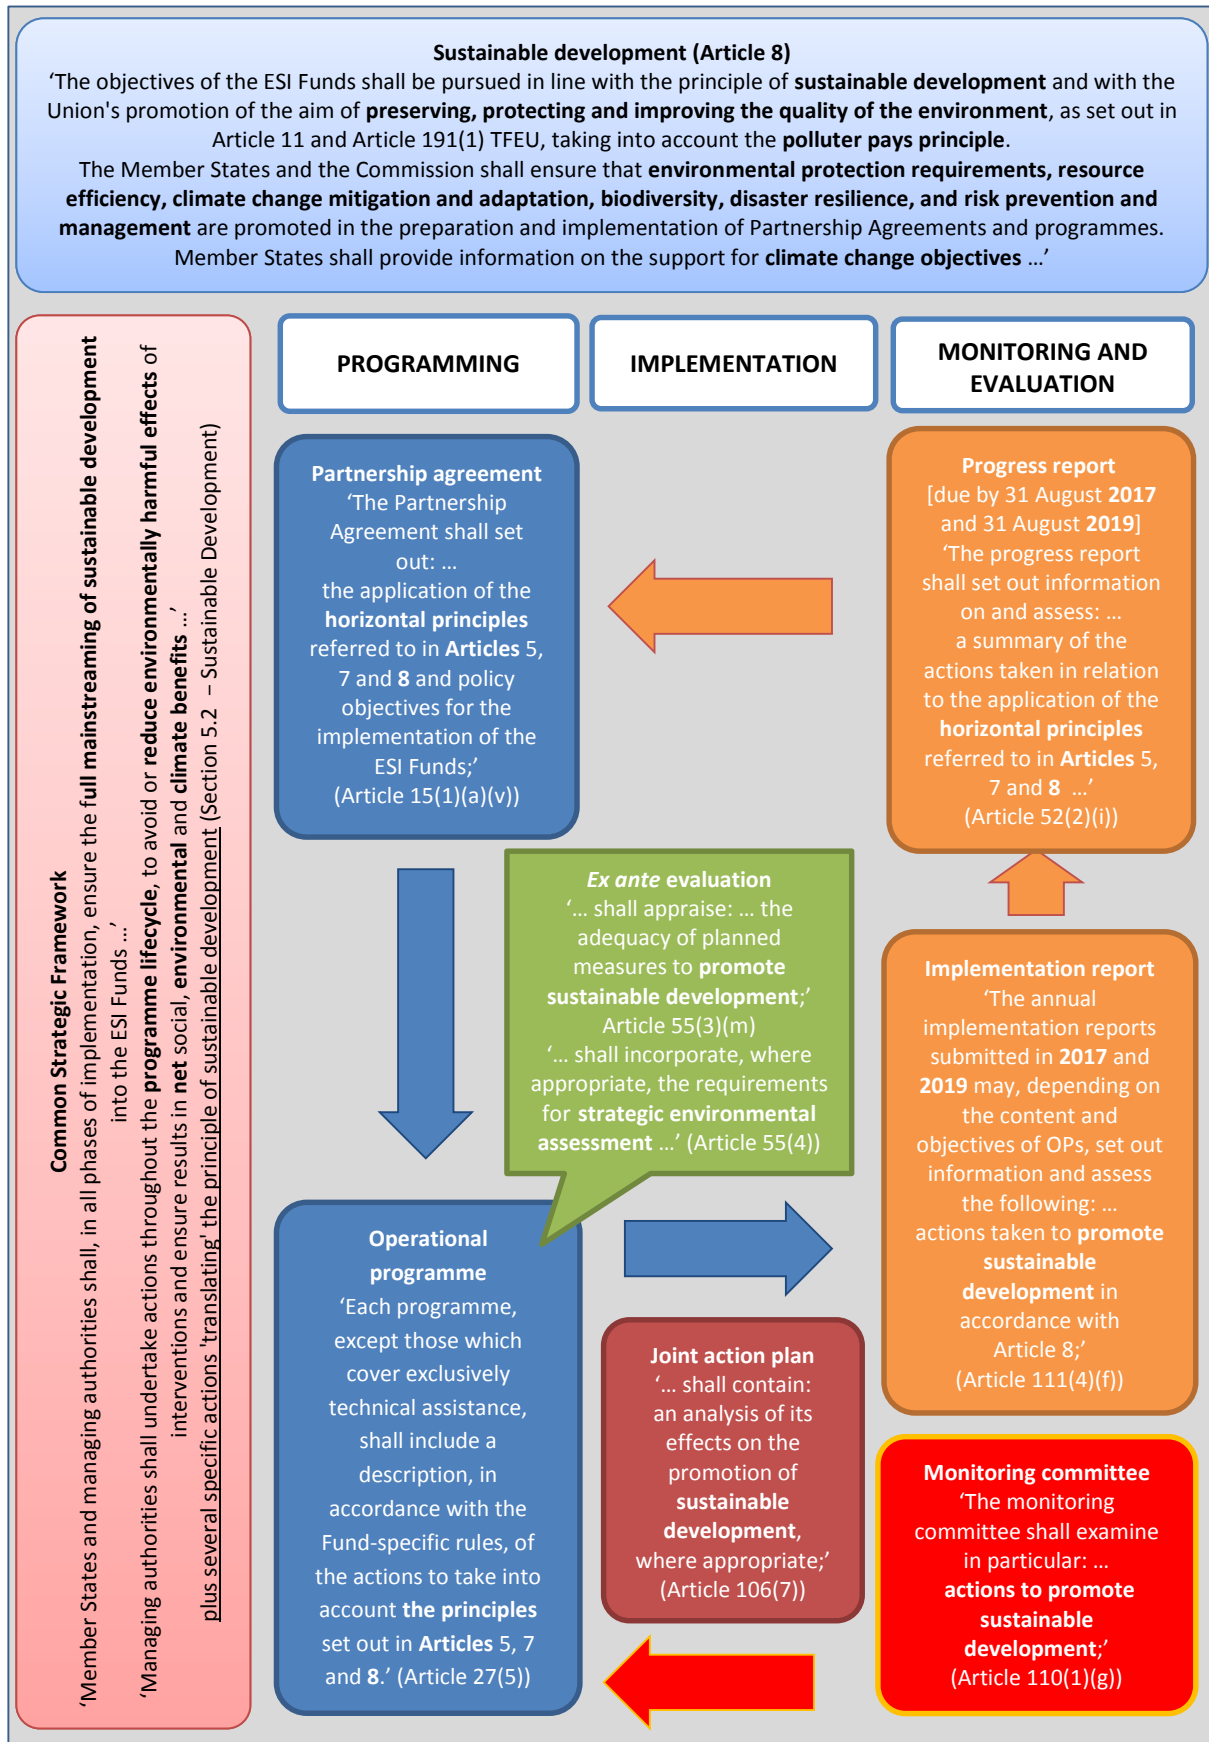 Sustainable development (Article 8)
‘The objectives of the ESI Funds shall be pursued in line with the principle of sustainable development and with the
Union's promotion of the aim of preserving, protecting and improving the quality of the environment, as set out in
Article 11 and Article 191(1) TFEU, taking into account the polluter pays principle.
The Member States and the Commission shall ensure that environmental protection requirements, resource
efficiency, climate change mitigation and adaptation, biodiversity, disaster resilience, and risk prevention and
management are promoted in the preparation and implementation of Partnership Agreements and programmes.
Member States shall provide information on the support for climate change objectives …’
Common Strategic Framework
‘Member States and managing authorities shall, in all phases of implementation, ensure the full mainstreaming of sustainable development
into the ESI Funds …’
‘Managing authorities shall undertake actions throughout the programme lifecycle, to avoid or reduce environmentally harmful effects of
interventions and ensure results in net social, environmental and climate benefits …’
plus several specific actions 'translating' the principle of sustainable development (Section 5.2 – Sustainable Development)
PROGRAMMING
IMPLEMENTATION
MONITORING AND
EVALUATION
Partnership agreement
‘The Partnership
Agreement shall set
out: …
the application of the
horizontal principles
referred to in Articles 5,
7 and 8 and policy
objectives for the
implementation of the
ESI Funds;’
(Article 15(1)(a)(v))
Progress report
[due by 31 August 2017
and 31 August 2019]
‘The progress report
shall set out information
on and assess: …
a summary of the
actions taken in relation
to the application of the
horizontal principles
referred to in Articles 5,
7 and 8 …’
(Article 52(2)(i))
Ex ante evaluation
‘… shall appraise: … the
adequacy of planned
measures to promote
sustainable development;’
Article 55(3)(m)
‘… shall incorporate, where
appropriate, the requirements
for strategic environmental
assessment …’ (Article 55(4))
Implementation report
‘The annual
implementation reports
submitted in 2017 and
2019 may, depending on
the content and
objectives of OPs, set out
information and assess
the following: …
actions taken to promote
sustainable
development in
accordance with
Article 8;’
(Article 111(4)(f))
Operational
programme
‘Each programme,
except those which
cover exclusively
technical assistance,
shall include a
description, in
accordance with the
Fund-specific rules, of
the actions to take into
account the principles
set out in Articles 5, 7
and 8.’ (Article 27(5))
Joint action plan
‘… shall contain:
an analysis of its
effects on the
promotion of
sustainable
development,
where appropriate;’
(Article 106(7))
Monitoring committee
‘The monitoring
committee shall examine
in particular: …
actions to promote
sustainable
development;’
(Article 110(1)(g))